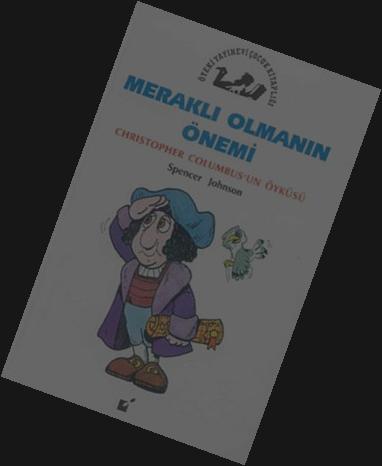 ÖTEKİ YAYINEVİ ÇOCUK KİTAPLIĞI
MERAKLI OLMANIN
ÖNEMİ
CHRISTOPHER COLUMBUS'UN ÖYKÜSÜ
Spencer Johnson